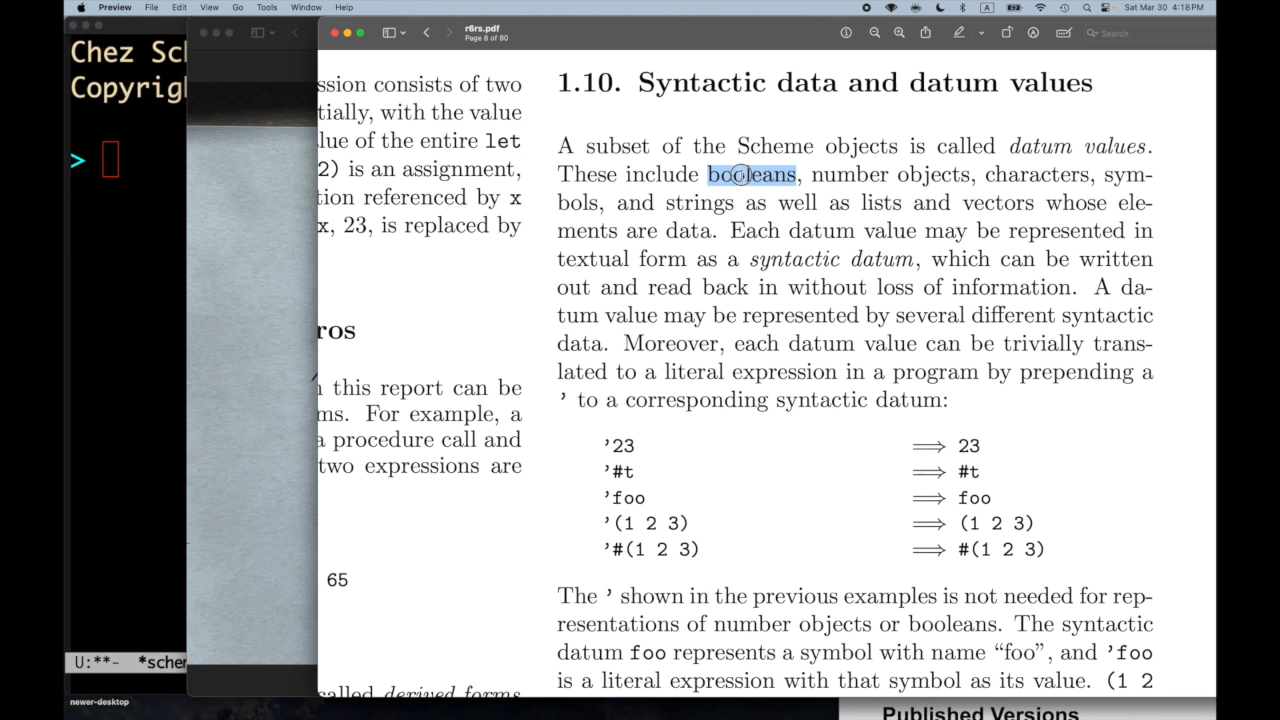 Preview File Edit View Go Tools Window Help
A
Sat Mar 30 4:18 PM
Chez Sch
Copyrigh
>
U:**- *schem
newer-desktop
r6rs.pdf
Page 8 of 90
Search
ssion consists of two
tially, with the value
lue of the entire let
2) is an assignment,
tion referenced by x
x, 23, is replaced by
ros
n this report can be
ms. For example, a
a procedure call and
two expressions are
65
called derived forms
1.10. Syntactic data and datum values
A subset of the Scheme objects is called datum values.
These include booleans, number objects, characters, sym-
bols, and strings as well as lists and vectors whose ele-
ments are data. Each datum value may be represented in
textual form as a syntactic datum, which can be written
out and read back in without loss of information. A da-
tum value may be represented by several different syntactic
data. Moreover, each datum value can be trivially trans-
lated to a literal expression in a program by prepending a
’ to a corresponding syntactic datum:
’23 ⟹ 23
’#t ⟹ #t
’foo ⟹ foo
’(1 2 3) ⟹ (1 2 3)
’#(1 2 3) ⟹ #(1 2 3)
The ’ shown in the previous examples is not needed for rep-
resentations of number objects or booleans. The syntactic
datum foo represents a symbol with name “foo”, and ’foo
is a literal expression with that symbol as its value. (1 2
Published Versions